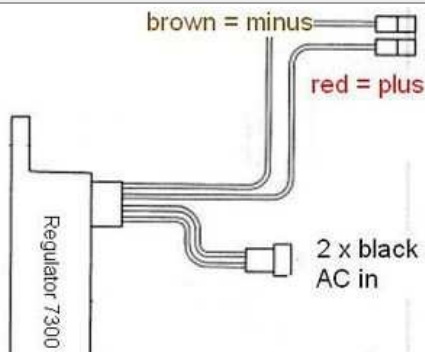 brown = minus
red = plus
Regulator 7300
2 x black
AC in